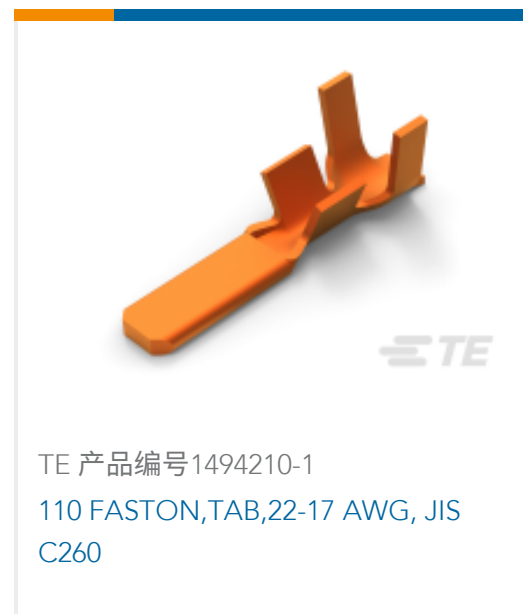 TE
TE 产品编号1494210-1
110 FASTON,TAB,22-17 AWG, JIS
C260